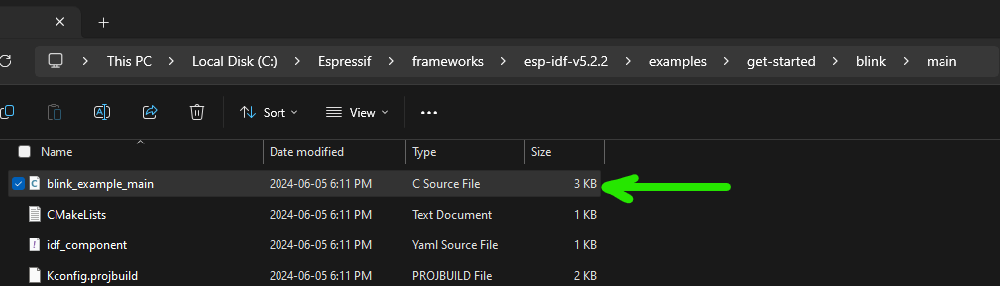 This PC > Local Disk (C:) > Espressif > frameworks > esp-idf-v5.2.2 > examples > get-started > blink > main >
Sort View ...
Name Date modified Type Size
blink_example_main 2024-06-05 6:11 PM C Source File 3 KB
CMakeLists 2024-06-05 6:11 PM Text Document 1 KB
idf_component 2024-06-05 6:11 PM Yaml Source File 1 KB
Kconfig.projbuild 2024-06-05 6:11 PM PROJBUILD File 2 KB